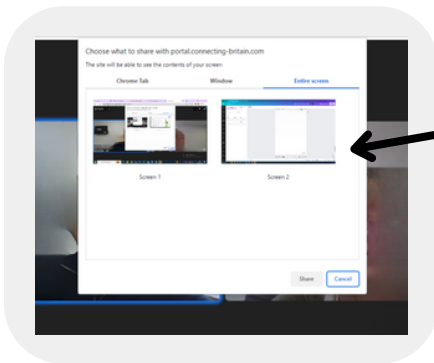 Choose what to share with portal.connecting-britain.com
The site will be able to see the contents of your screen
Chrome Tab Window Entire screen
Screen 1 Screen 2
Share Cancel